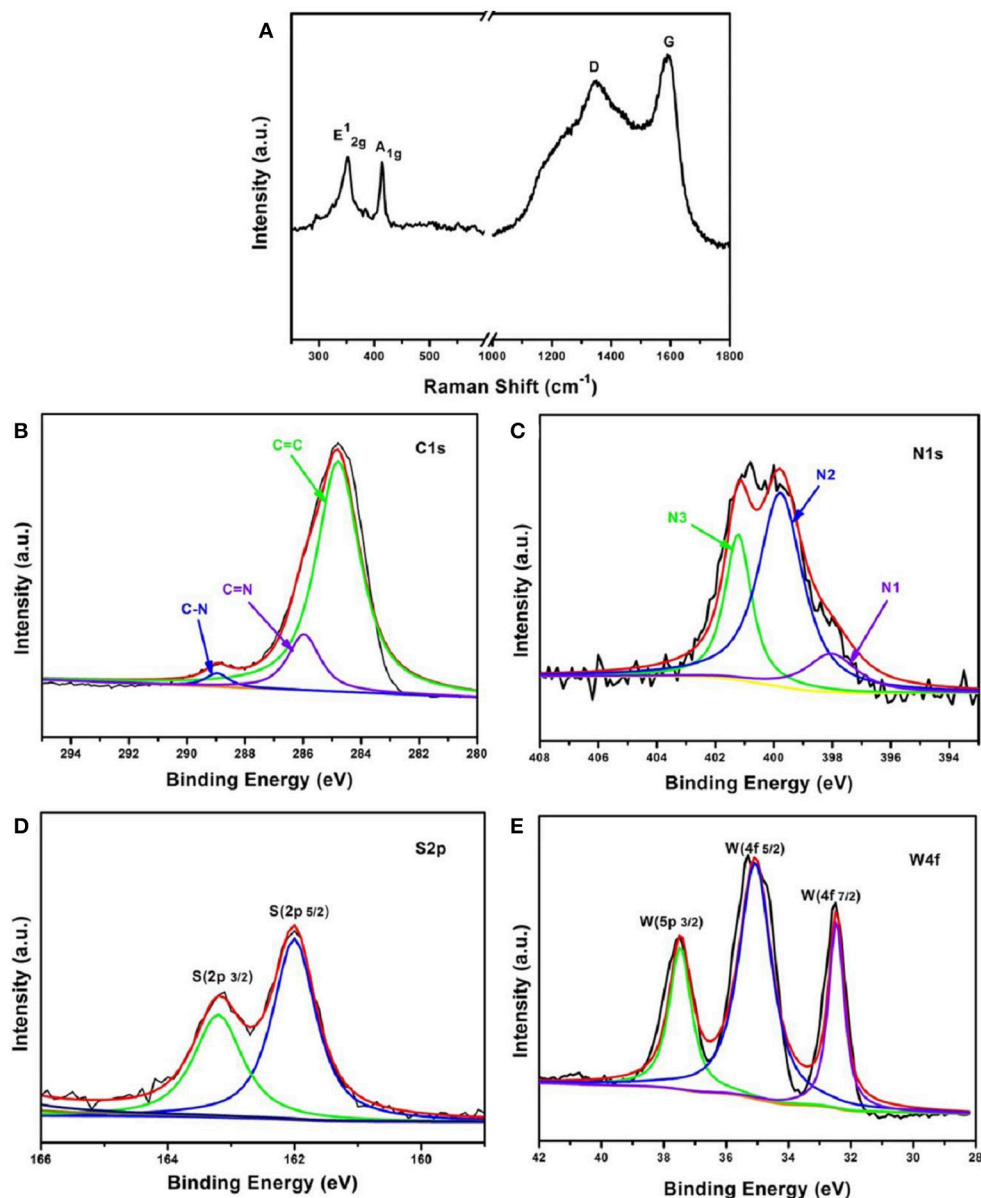 A
E¹2g
A1g
D
G
Intensity (a.u.)
300 400 500 1000 1200 1400 1600 1800
Raman Shift (cm⁻¹)
B
C1s
C=C
C=N
C-N
Intensity (a.u.)
294 292 290 288 286 284 282 280
Binding Energy (eV)
C
N1s
N2
N3
N1
Intensity (a.u.)
408 406 404 402 400 398 396 394
Binding Energy (eV)
D
S2p
S(2p 5/2)
S(2p 3/2)
Intensity (a.u.)
166 164 162 160
Binding Energy (eV)
E
W4f
W(4f 5/2)
W(4f 7/2)
W(5p 3/2)
Intensity (a.u.)
42 40 38 36 34 32 30 28
Binding Energy (eV)